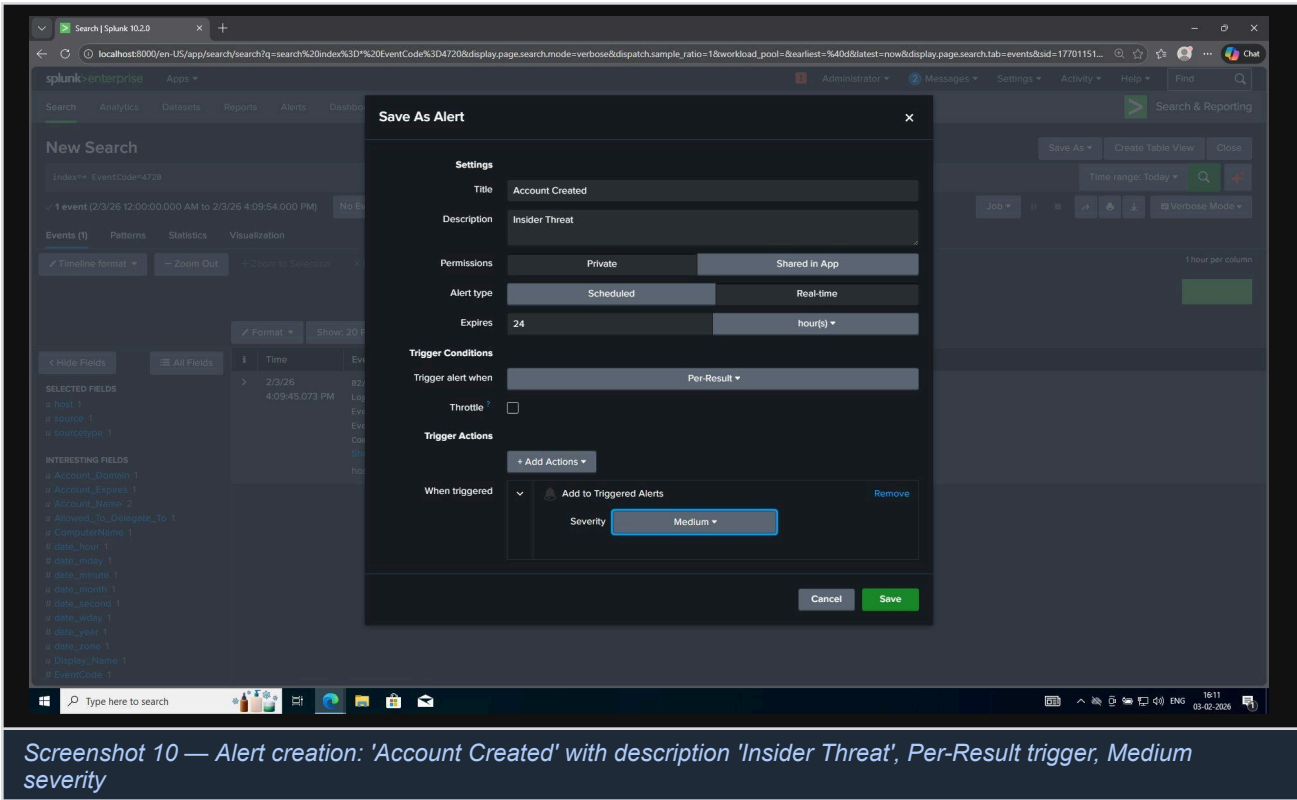 Search | Splunk 10.2.0
localhost:8000/en-US/app/search/search?q=search%20index%3D*%20EventCode%3D4720&display.page.search.mode=verbose&dispatch.sample_ratio=1&workload_pool=&earliest=%40d&latest=now&display.page.search.tab=events&sid=17701151... Chat
splunk>enterprise Apps Administrator 2 Messages Settings Activity Help Find
Search Analytics Datasets Reports Alerts Dashbo Search & Reporting
Save As Alert
New Search Save As Create Table View Close
Settings
index=* EventCode=4720 Time range: Today
Title Account Created
1 event (2/3/26 12:00:00.000 AM to 2/3/26 4:09:54.000 PM) No Ev Job Verbose Mode
Description Insider Threat
Events (1) Patterns Statistics Visualization
Permissions Private Shared in App
Timeline format — Zoom Out 1 hour per column
Alert type Scheduled Real-time
Expires 24 hour(s)
Format Show: 20 P
Trigger Conditions
< Hide Fields All Fields i Time Eve
Trigger alert when Per-Result
SELECTED FIELDS
> 2/3/26 02/
4:09:45.073 PM Log
a host 1
a source 1
a sourcetype 1
Throttle ?
Trigger Actions
+ Add Actions
INTERESTING FIELDS
a Account_Domain 1
a Account_Expires 1
a Account_Name 2
a Allowed_To_Delegate_To 1
a ComputerName 1
# date_hour 1
# date_mday 1
# date_minute 1
a date_month 1
# date_second 1
a date_wday 1
# date_year 1
a date_zone 1
a Display_Name 1
# EventCode 1
When triggered Add to Triggered Alerts Remove
Severity Medium
Cancel Save
Type here to search ENG 16:11
03-02-2026
Screenshot 10 — Alert creation: 'Account Created' with description 'Insider Threat', Per-Result trigger, Medium
severity